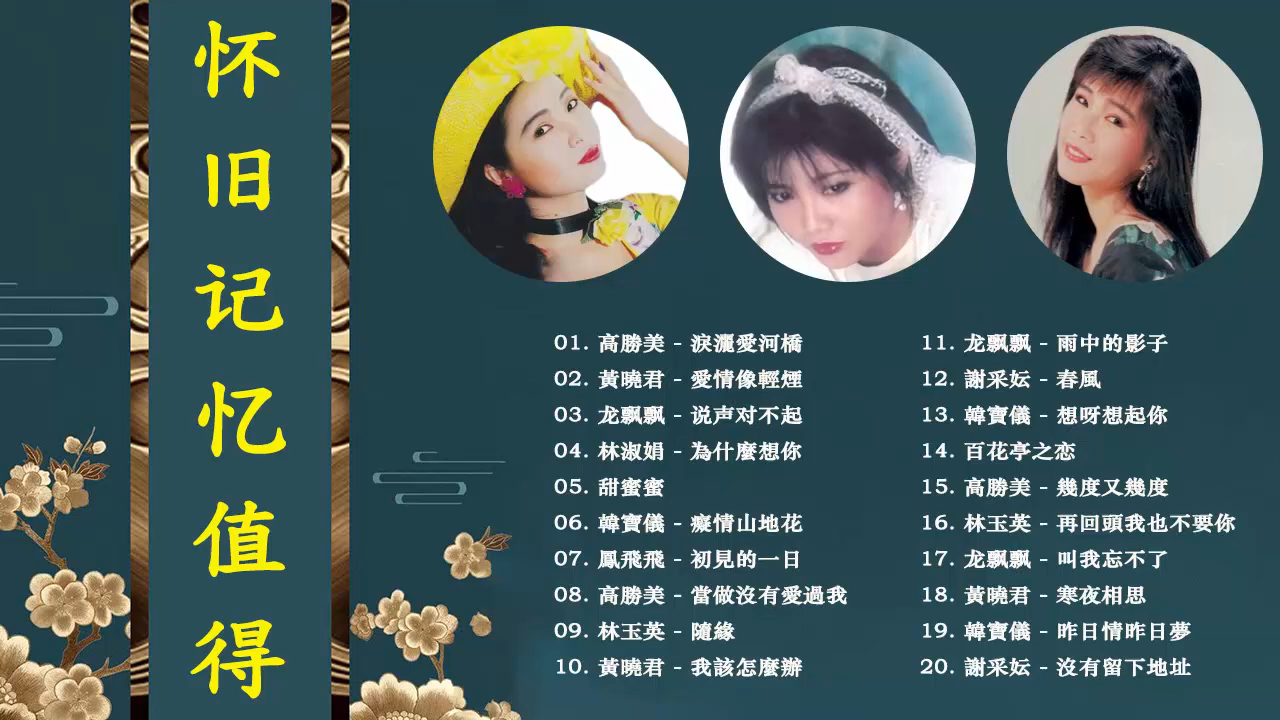 怀旧记忆值得
01. 高勝美 - 淚灑愛河橋
02. 黃曉君 - 愛情像輕煙
03. 龙飘飘 - 说声对不起
04. 林淑娟 - 為什麼想你
05. 甜蜜蜜
06. 韓寶儀 - 癡情山地花
07. 鳳飛飛 - 初見的一日
08. 高勝美 - 當做沒有愛過我
09. 林玉英 - 隨緣
10. 黃曉君 - 我該怎麼辦
11. 龙飘飘 - 雨中的影子
12. 謝采妘 - 春風
13. 韓寶儀 - 想呀想起你
14. 百花亭之恋
15. 高勝美 - 幾度又幾度
16. 林玉英 - 再回頭我也不要你
17. 龙飘飘 - 叫我忘不了
18. 黃曉君 - 寒夜相思
19. 韓寶儀 - 昨日情昨日夢
20. 謝采妘 - 沒有留下地址